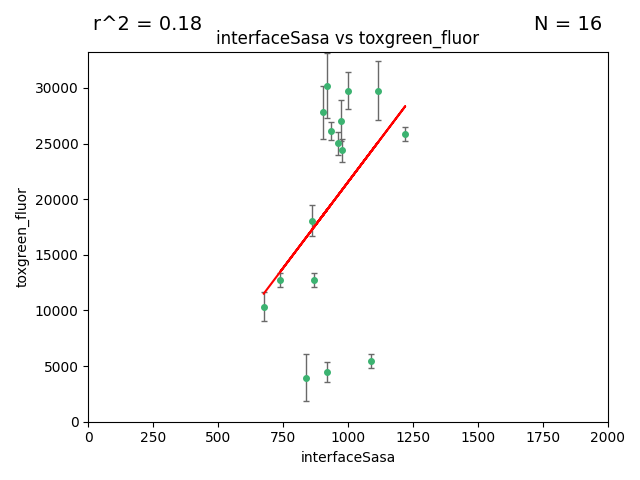 r^2 = 0.18
N = 16
interfaceSasa vs toxgreen_fluor
30000
25000
20000
15000
10000
5000
0
toxgreen_fluor
0 250 500 750 1000 1250 1500 1750 2000
interfaceSasa